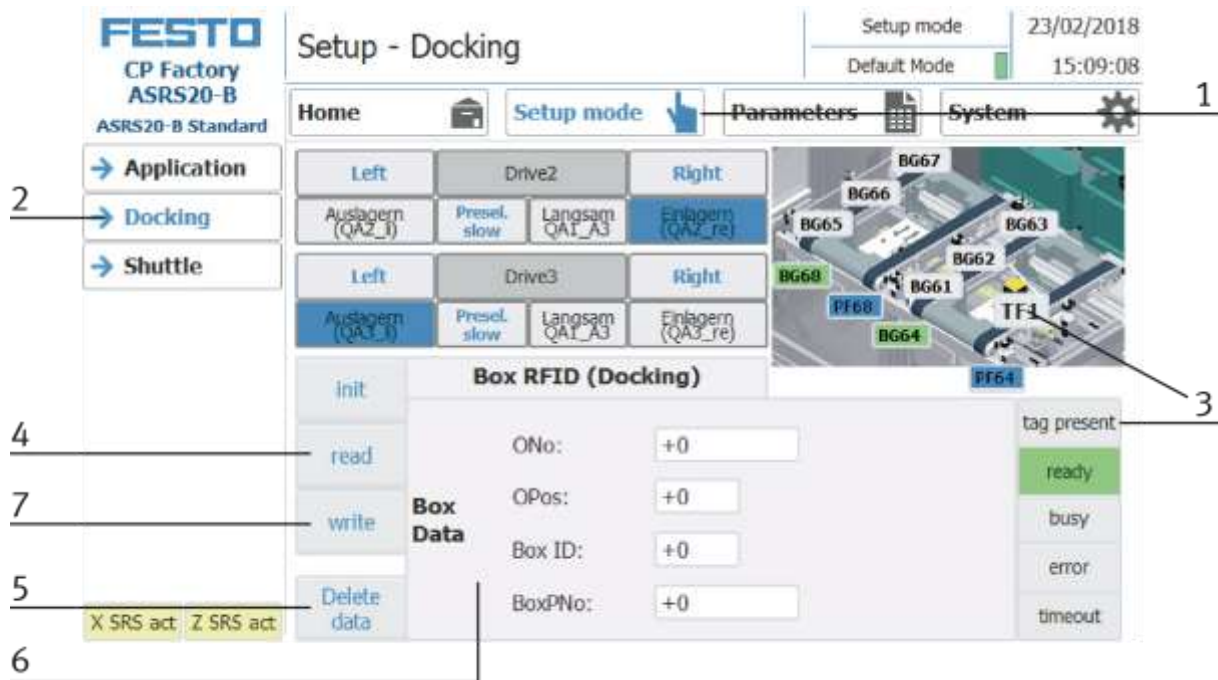 FESTO
CP Factory
ASRS20-B
ASRS20-B Standard
Setup - Docking
Setup mode
23/02/2018
Default Mode
15:09:08
Home
Setup mode
Parameters
System
1
Application
2
Docking
Shuttle
Left
Drive2
Right
Auslagern
(QA2_li)
Presel.
slow
Langsam
QA1_A3
Einlagern
(QA2_re)
Left
Drive3
Right
Auslagern
(QA3_li)
Presel.
slow
Langsam
QA1_A3
Einlagern
(QA3_re)
BG67
BG66
BG65
BG63
BG62
BG68
BG61
PF68
TF1
BG64
PF64
3
init
Box RFID (Docking)
tag present
4
read
ONo:
+0
ready
7
write
Box
Data
OPos:
+0
busy
Box ID:
+0
error
5
Delete
data
BoxPNo:
+0
timeout
X SRS act
Z SRS act
6